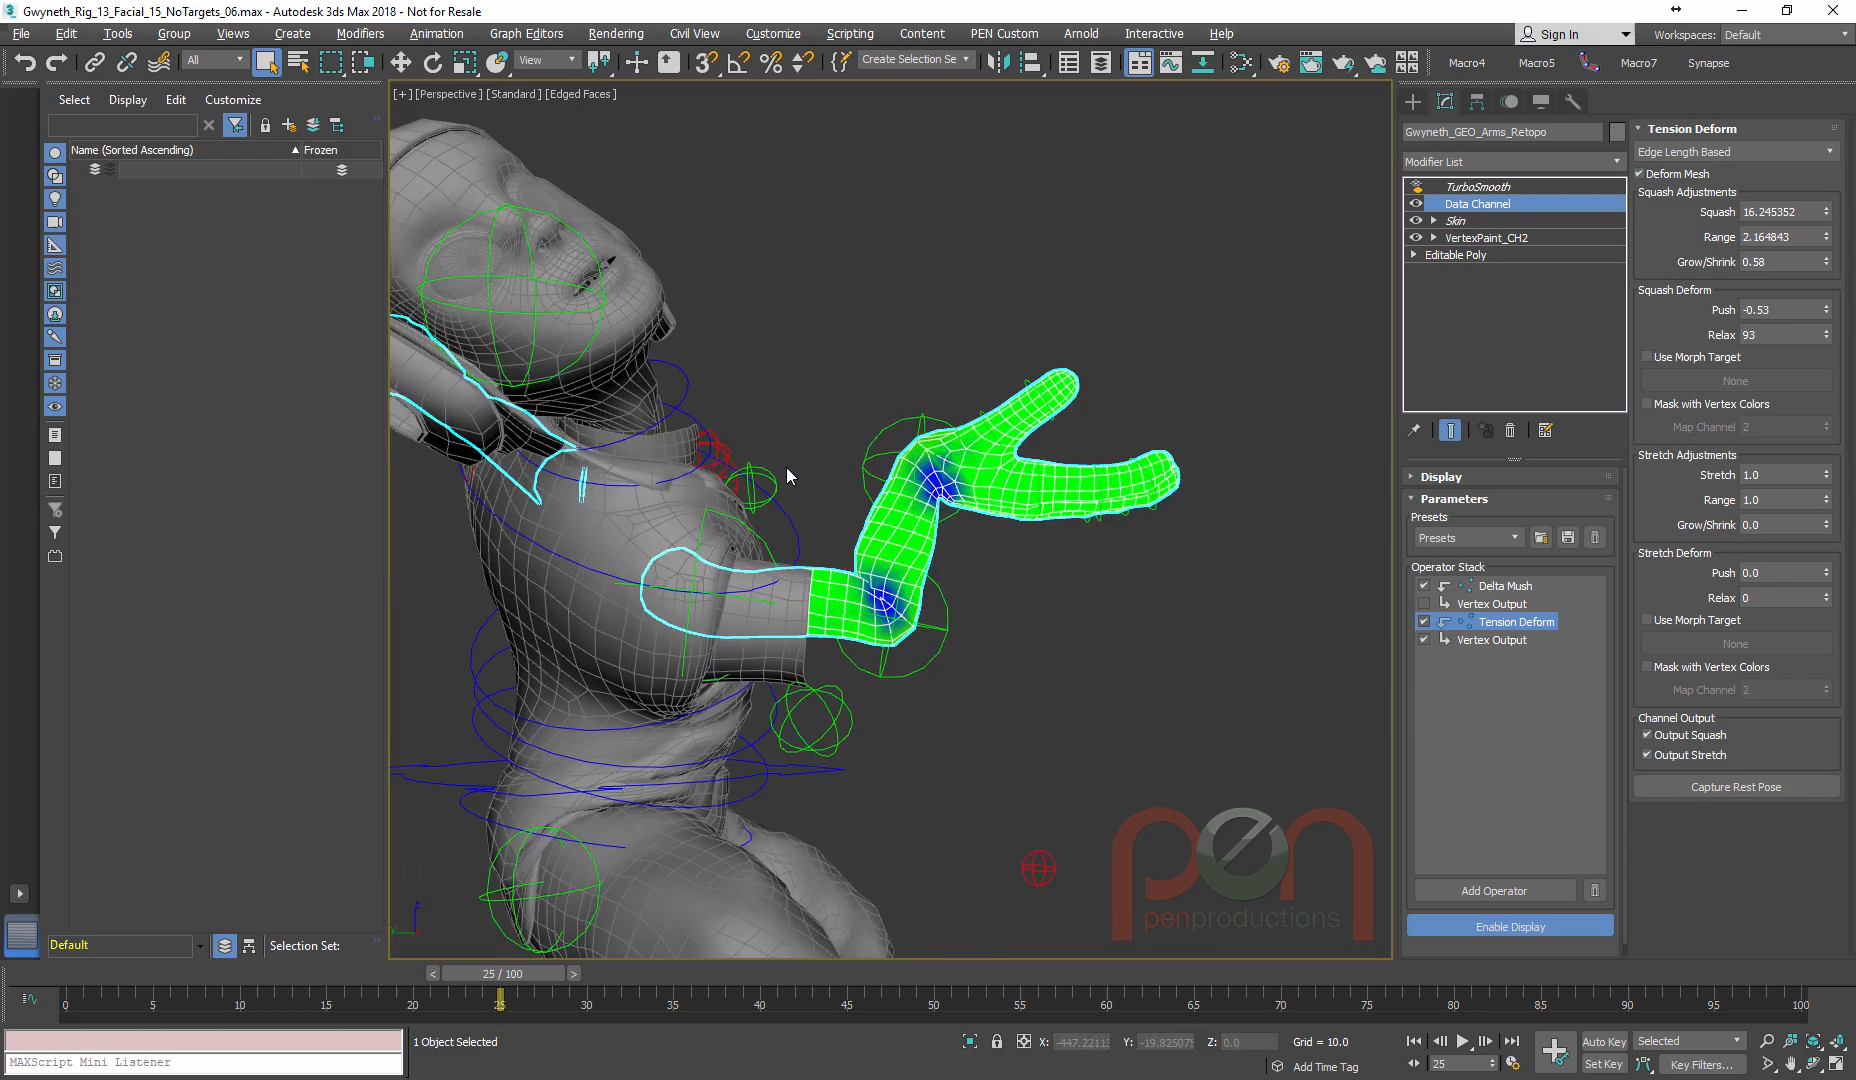 Gwyneth_Rig_13_Facial_15_NoTargets_06.max - Autodesk 3ds Max 2018 - Not for Resale
File Edit Tools Group Views Create Modifiers Animation Graph Editors Rendering Civil View Customize Scripting Content PEN Custom Arnold Interactive Help
Sign In
Workspaces: Default
All
View
Create Selection Se
Macro4 Macro5 Macro7 Synapse
Select Display Edit Customize
Name (Sorted Ascending) Frozen
[+] [Perspective] [Standard] [Edged Faces]
Gwyneth_GEO_Arms_Retopo
Modifier List
TurboSmooth
Data Channel
Skin
VertexPaint_CH2
Editable Poly
Display
Parameters
Presets
Presets
Operator Stack
Delta Mush
Vertex Output
Tension Deform
Vertex Output
Add Operator
Enable Display
Tension Deform
Edge Length Based
Deform Mesh
Squash Adjustments
Squash 16.245352
Range 2.164843
Grow/Shrink 0.58
Squash Deform
Push -0.53
Relax 93
Use Morph Target
None
Mask with Vertex Colors
Map Channel 2
Stretch Adjustments
Stretch 1.0
Range 1.0
Grow/Shrink 0.0
Stretch Deform
Push 0.0
Relax 0
Use Morph Target
None
Mask with Vertex Colors
Map Channel 2
Channel Output
Output Squash
Output Stretch
Capture Rest Pose
pen
penproductions
z
y
Default
Selection Set:
< 25 / 100 >
0 5 10 15 20 25 30 35 40 45 50 55 60 65 70 75 80 85 90 95 100
MAXScript Mini Listener
1 Object Selected
X: -447.2211 Y: -19.825075 Z: 0.0
Grid = 10.0
Add Time Tag
25
Auto Key Selected
Set Key Key Filters...